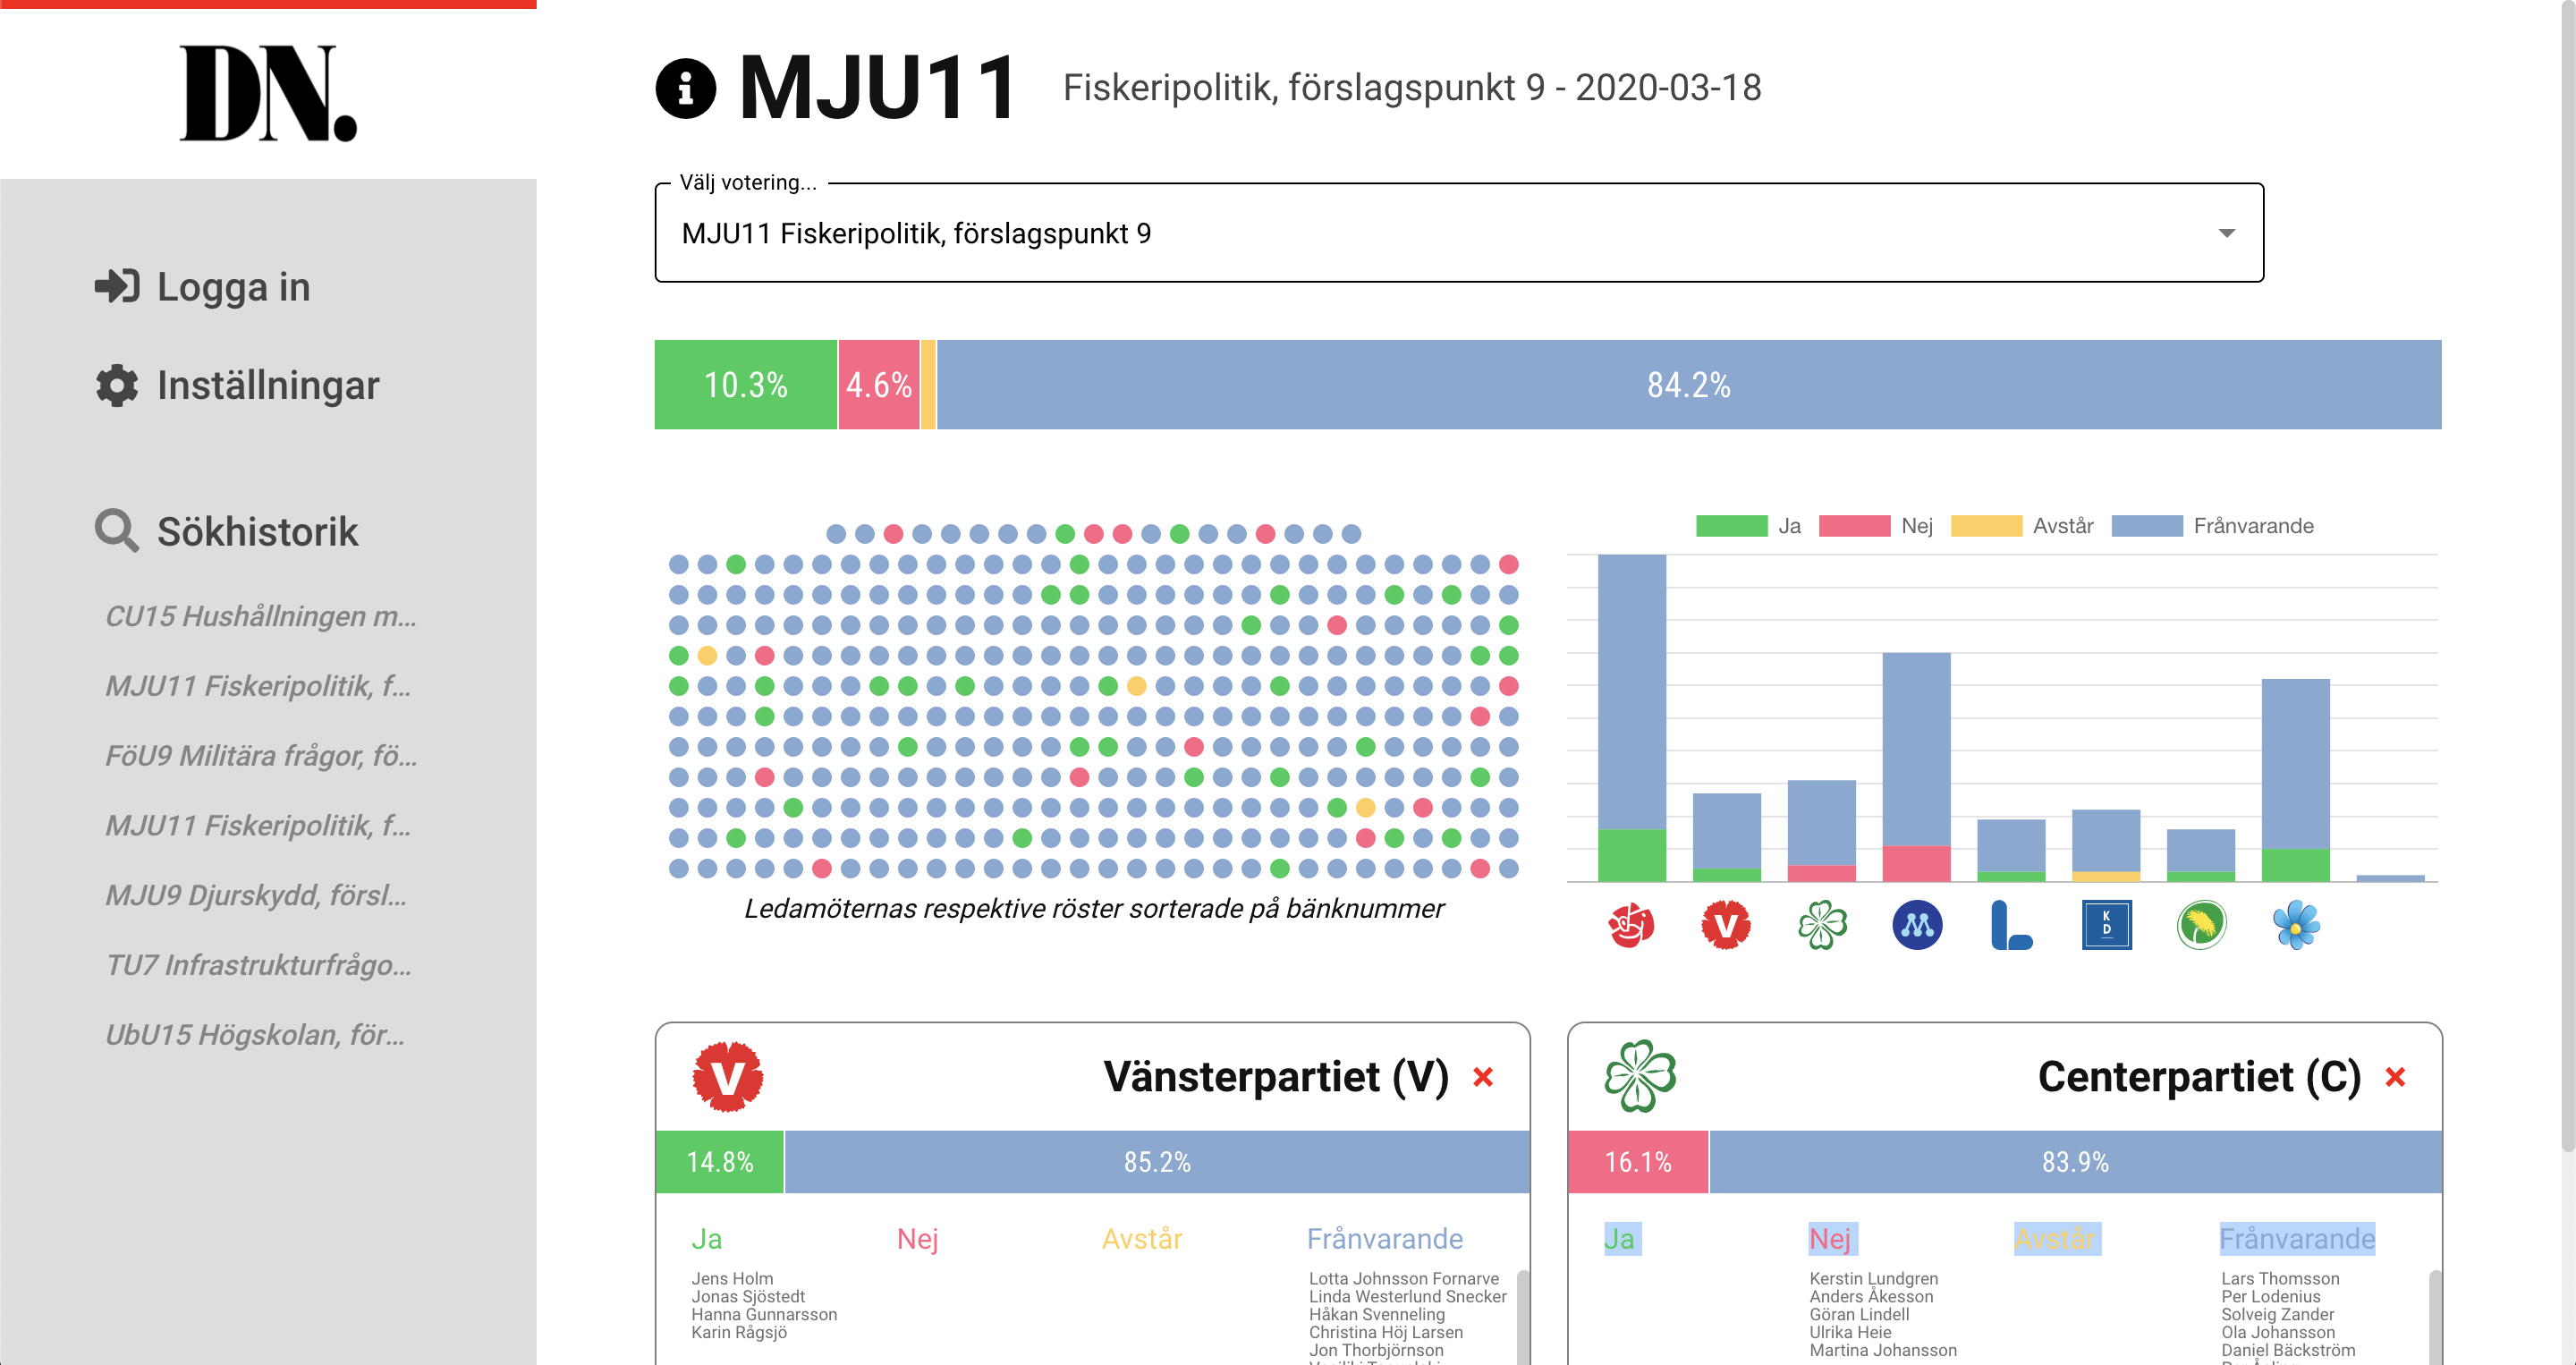 DN.
MJU11
Fiskeripolitik, förslagspunkt 9 - 2020-03-18
Välj votering...
MJU11 Fiskeripolitik, förslagspunkt 9
Logga in
Inställningar
Sökhistorik
CU15 Hushållningen m...
MJU11 Fiskeripolitik, f...
FöU9 Militära frågor, fö...
MJU11 Fiskeripolitik, f...
MJU9 Djurskydd, försl...
TU7 Infrastrukturfrågo...
UbU15 Högskolan, för...
10.3% 4.6% 84.2%
Ja Nej Avstår Frånvarande
Ledamöternas respektive röster sorterade på bänknummer
V
K
D
Vänsterpartiet (V)
V
14.8% 85.2%
Ja Nej Avstår Frånvarande
Jens Holm
Jonas Sjöstedt
Hanna Gunnarsson
Karin Rågsjö
Lotta Johnsson Fornarve
Linda Westerlund Snecker
Håkan Svenneling
Christina Höj Larsen
Jon Thorbjörnson
Centerpartiet (C)
16.1% 83.9%
Ja Nej Avstår Frånvarande
Kerstin Lundgren
Anders Åkesson
Göran Lindell
Ulrika Heie
Martina Johansson
Lars Thomsson
Per Lodenius
Solveig Zander
Ola Johansson
Daniel Bäckström